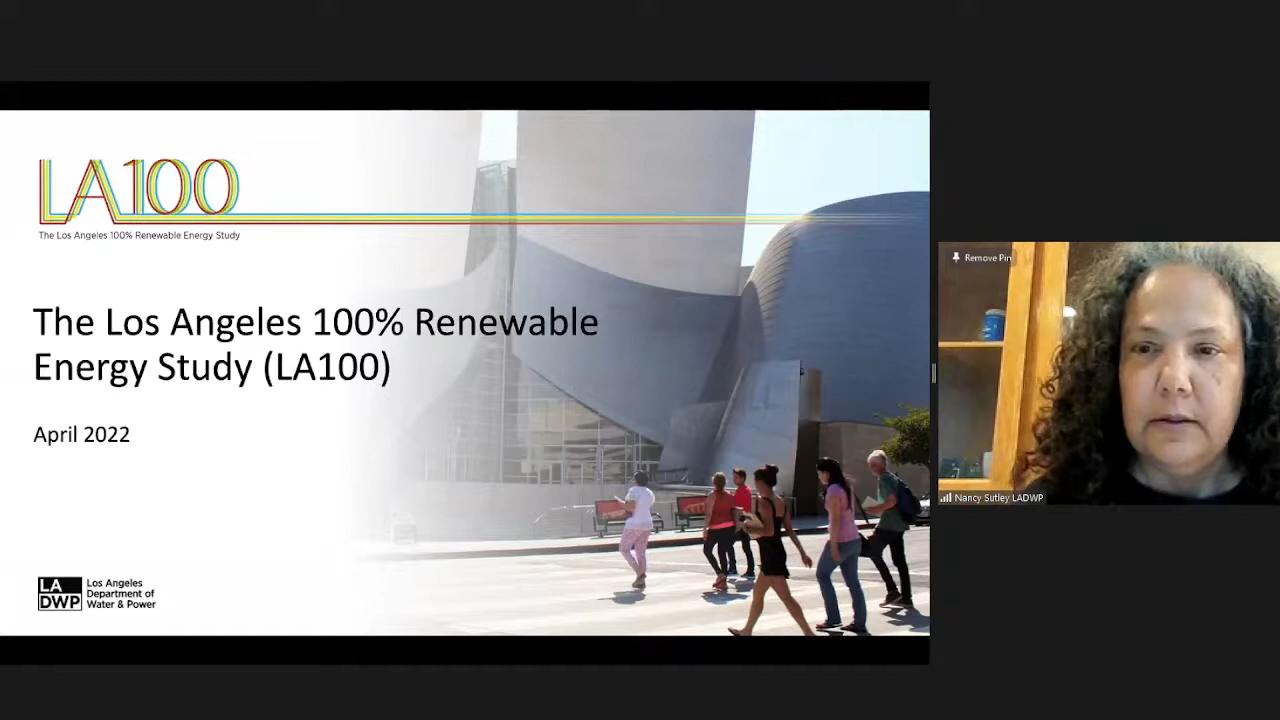 LA100
The Los Angeles 100% Renewable Energy Study
The Los Angeles 100% Renewable
Energy Study (LA100)
April 2022
LA
DWP
Los Angeles
Department of
Water & Power
Remove Pin
Nancy Sutley LADWP